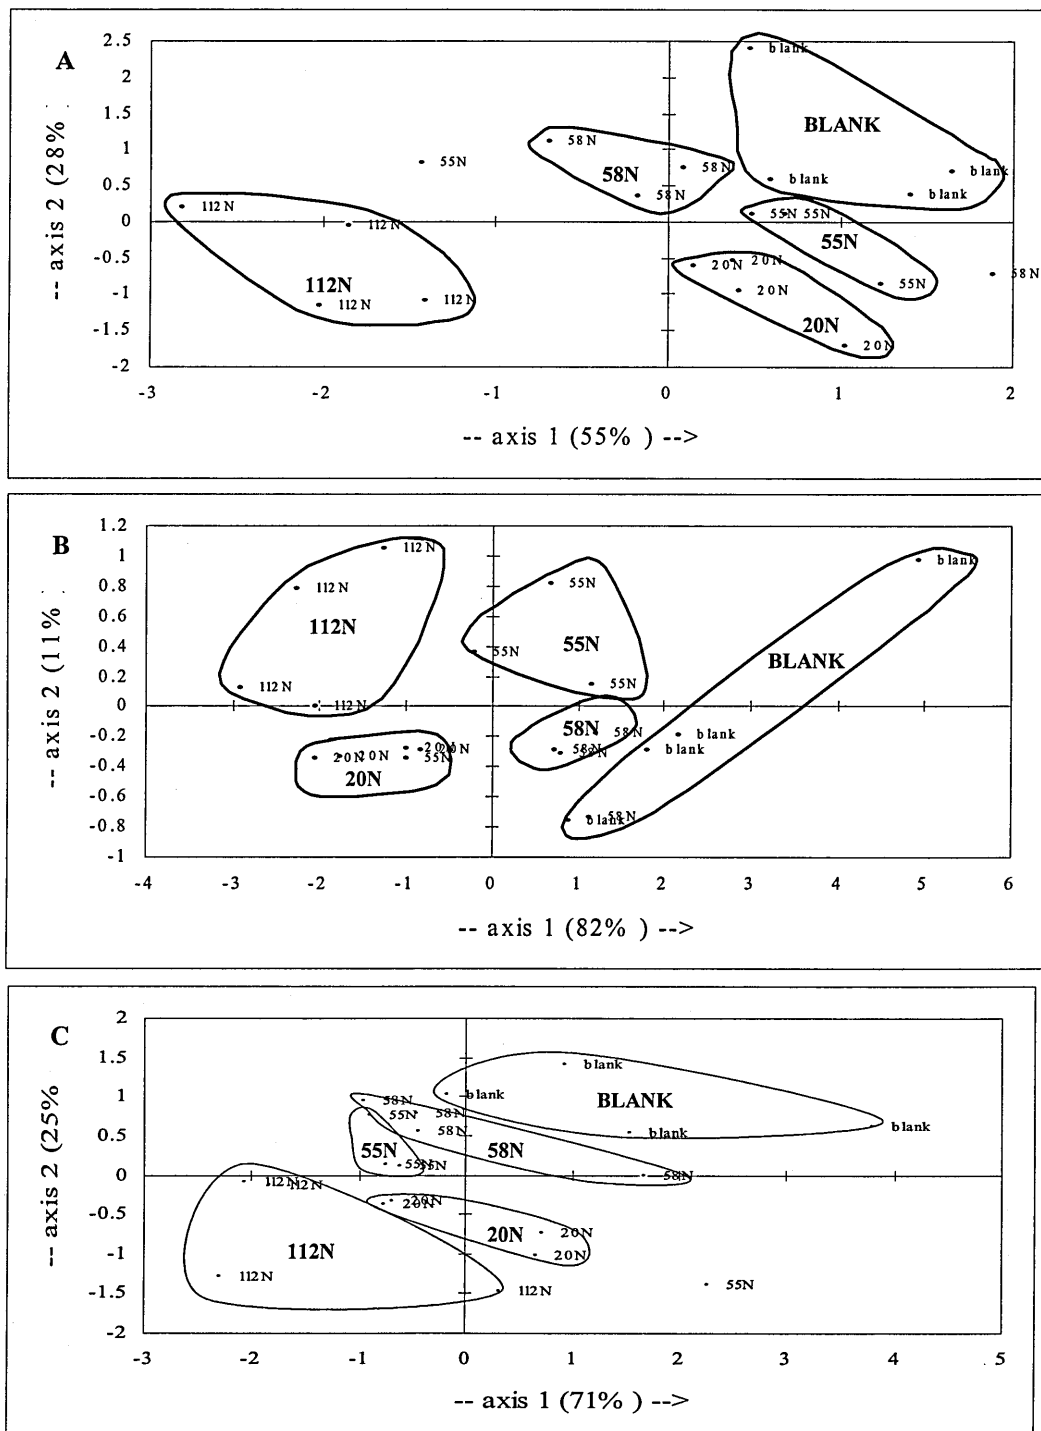 A
-- axis 2 (28%
2.5
2
1.5
1
0.5
0
-0.5
-1
-1.5
-2
blank
BLANK
58N
55N
58N
58N
blank
blank
112N
58N
blank
112N
55N 55N
55N
20N 20N
58N
112N
112N
112N
20N
55N
20N
20N
-3 -2 -1 0 1 2
-- axis 1 (55% ) -->
B
-- axis 2 (11%
1.2
1
0.8
0.6
0.4
0.2
0
-0.2
-0.4
-0.6
-0.8
-1
112N
blank
112N
55N
112N
55N
BLANK
55N
112N
55N
112N
58N
58N
blank
20N 20N
58N
blank
20N 20N
55N
20N
blank 58N
-4 -3 -2 -1 0 1 2 3 4 5 6
-- axis 1 (82% ) -->
C
-- axis 2 (25%
2
1.5
1
0.5
0
-0.5
-1
-1.5
-2
blank
58N
blank
BLANK
55N 58N
58N
blank
blank
55N
58N
55N 55N
112N 112N
58N
20N
20N
20N
20N
112N
20N
112N
112N
55N
-3 -2 -1 0 1 2 3 4 5
-- axis 1 (71% ) -->